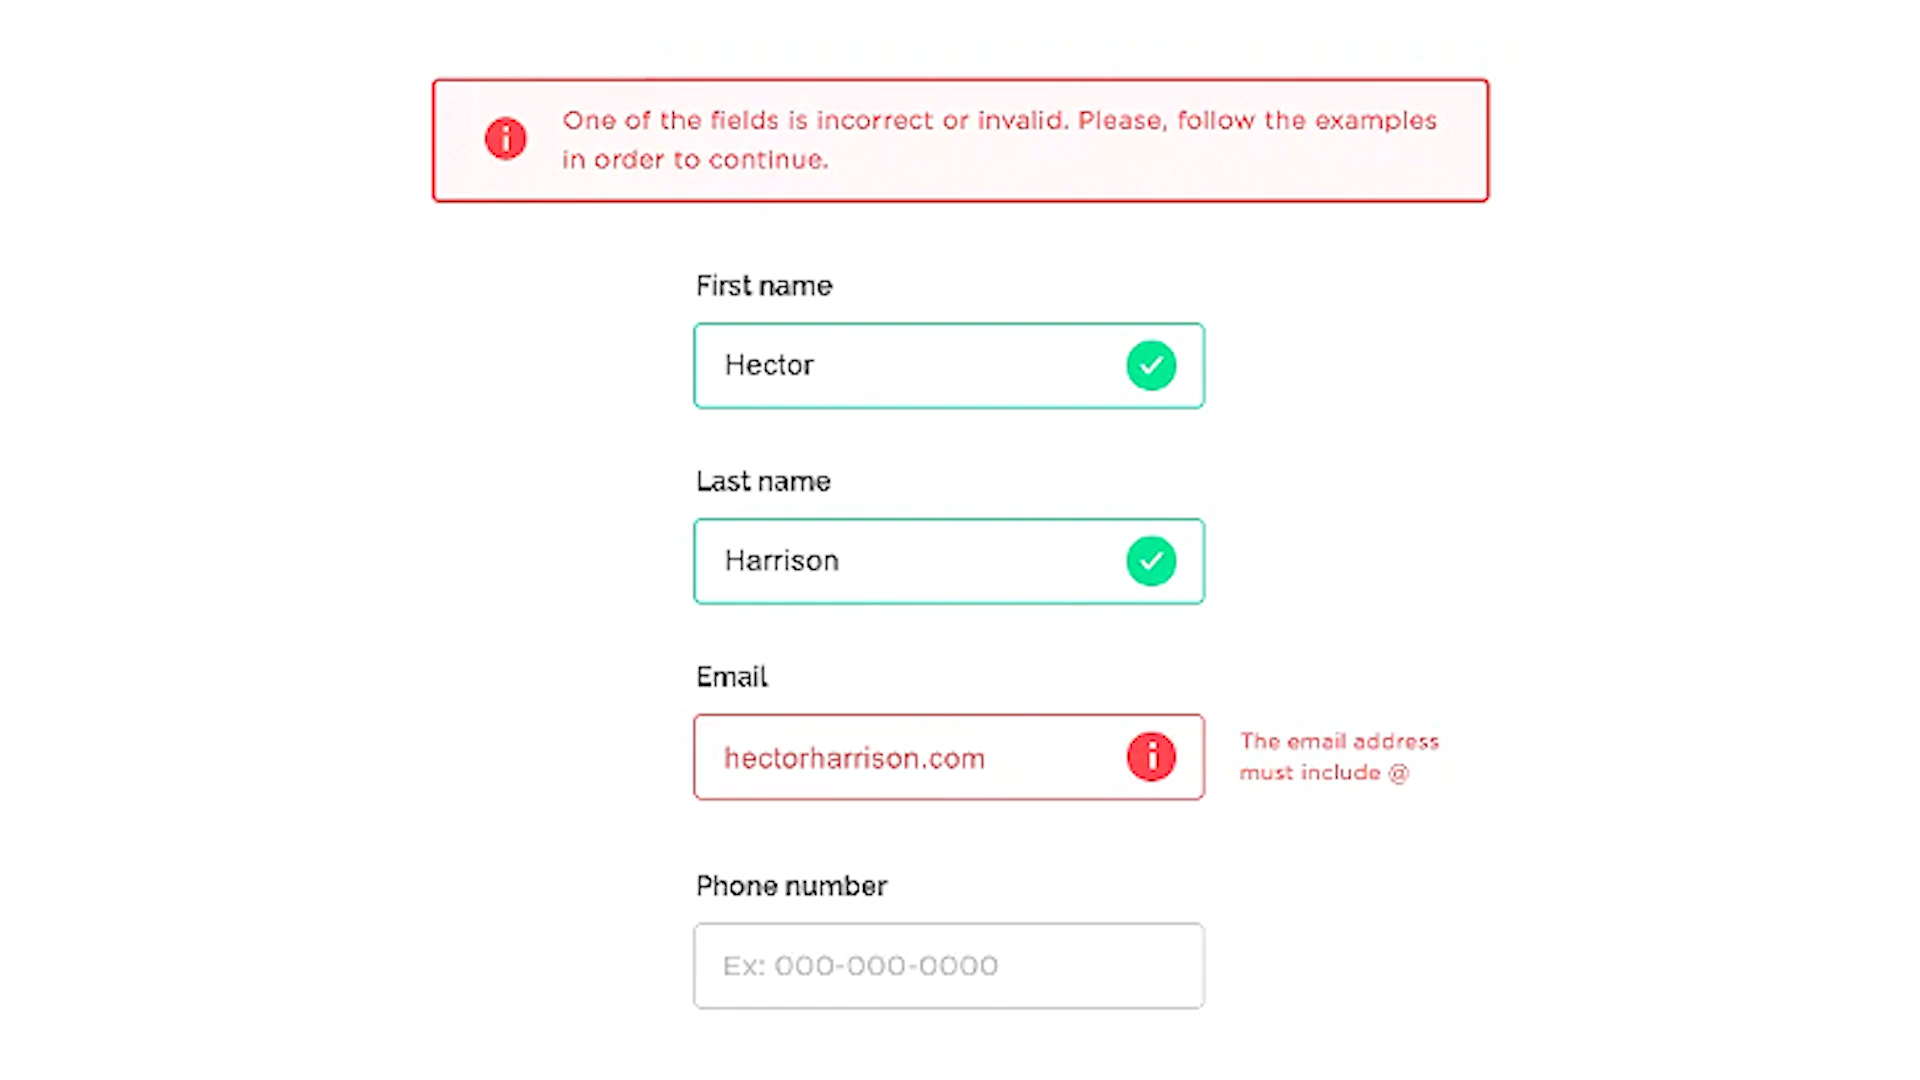 One of the fields is incorrect or invalid. Please, follow the examples
in order to continue.
First name
Hector
Last name
Harrison
Email
hectorharrison.com
The email address
must include @
Phone number
Ex: 000-000-0000